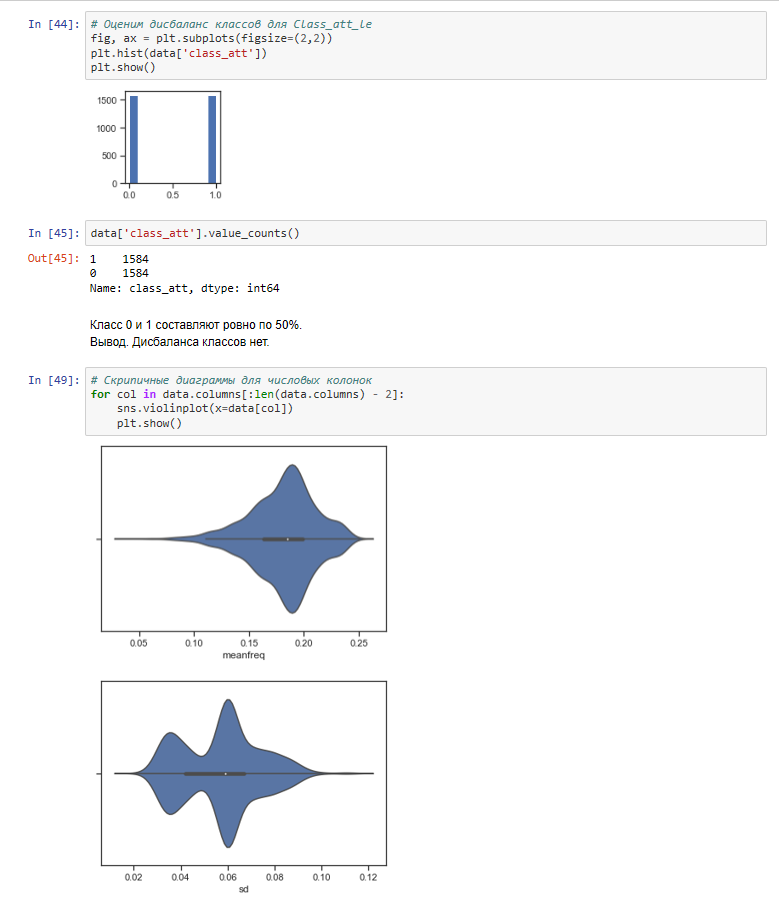 In [44]:
# Оценим дисбаланс классов для Class_att_le
fig, ax = plt.subplots(figsize=(2,2))
plt.hist(data['class_att'])
plt.show()
1500
1000
500
0
0.0 0.5 1.0
In [45]:
data['class_att'].value_counts()
Out[45]:
1    1584
0    1584
Name: class_att, dtype: int64
Класс 0 и 1 составляют ровно по 50%.
Вывод. Дисбаланса классов нет.
In [49]:
# Скрипичные диаграммы для числовых колонок
for col in data.columns[:len(data.columns) - 2]:
    sns.violinplot(x=data[col])
    plt.show()
0.05 0.10 0.15 0.20 0.25
meanfreq
0.02 0.04 0.06 0.08 0.10 0.12
sd